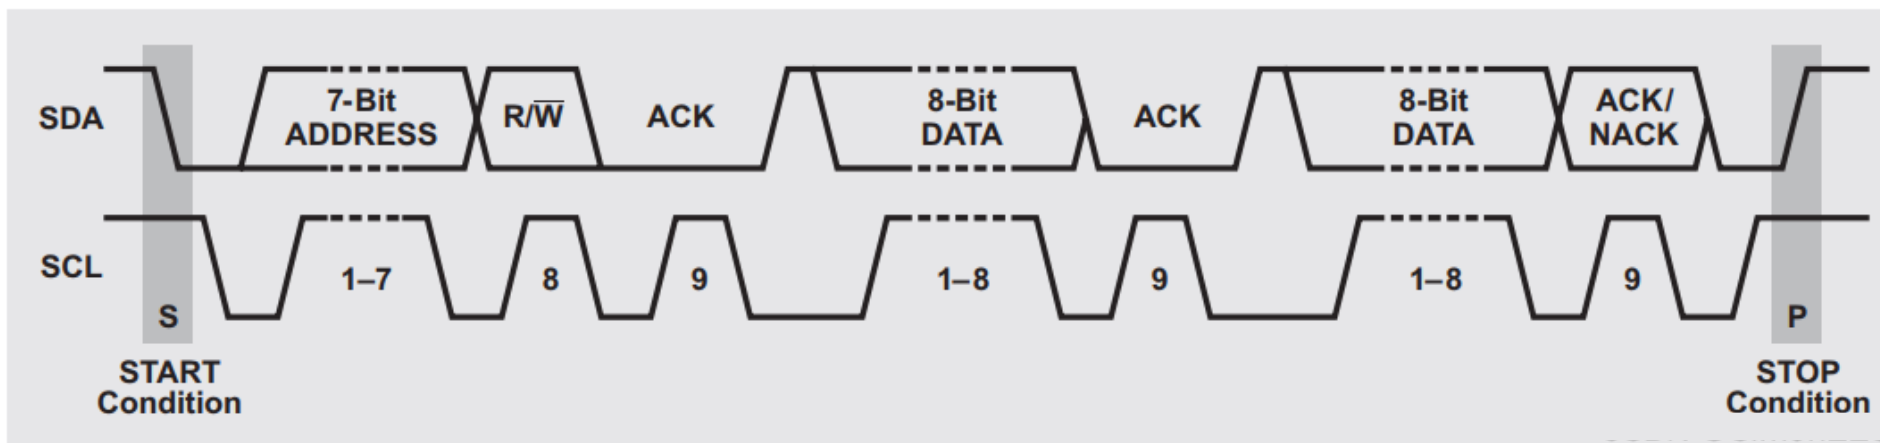 SDA
7-Bit
ADDRESS
R/W̅
ACK
8-Bit
DATA
ACK
8-Bit
DATA
ACK/
NACK
SCL
1–7
8
9
1–8
9
1–8
9
S
P
START
Condition
STOP
Condition